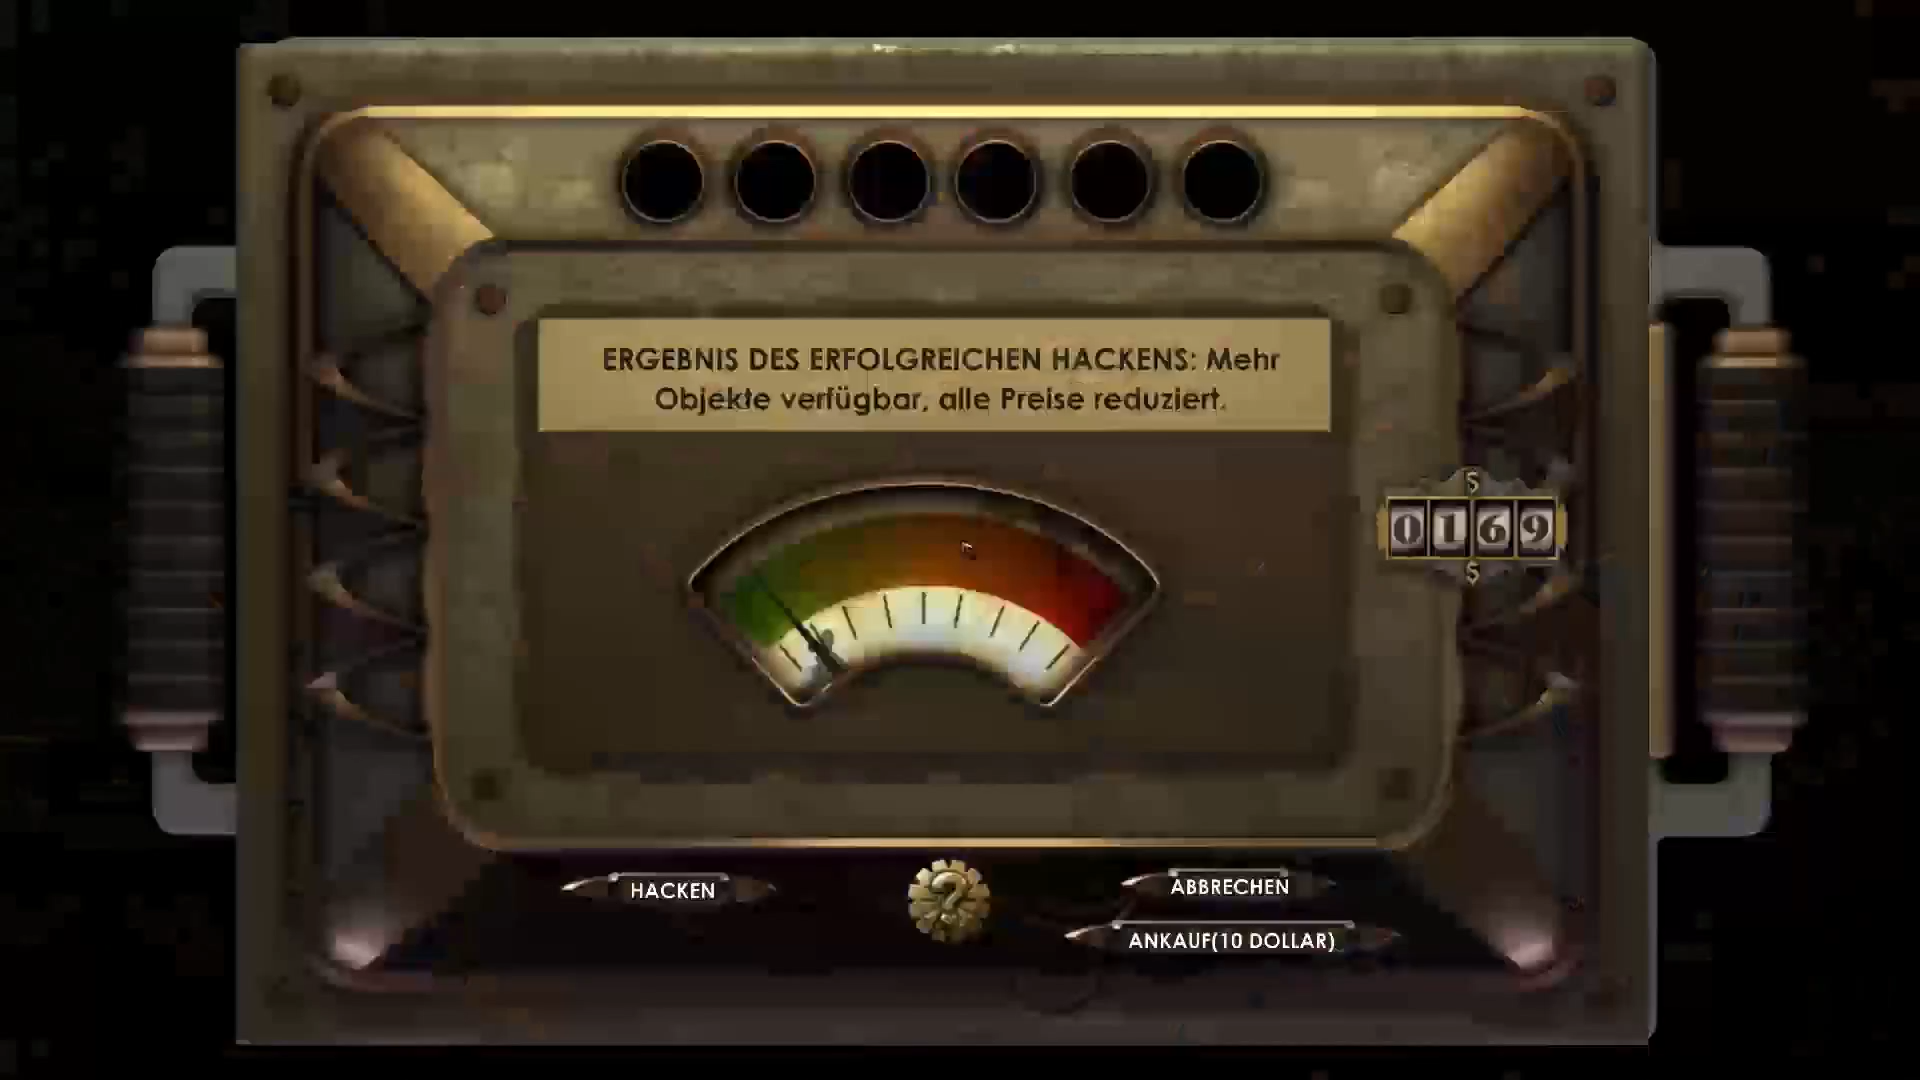 ERGEBNIS DES ERFOLGREICHEN HACKENS: Mehr
Objekte verfügbar, alle Preise reduziert.
$
0169
$
HACKEN
?
ABBRECHEN
ANKAUF(10 DOLLAR)